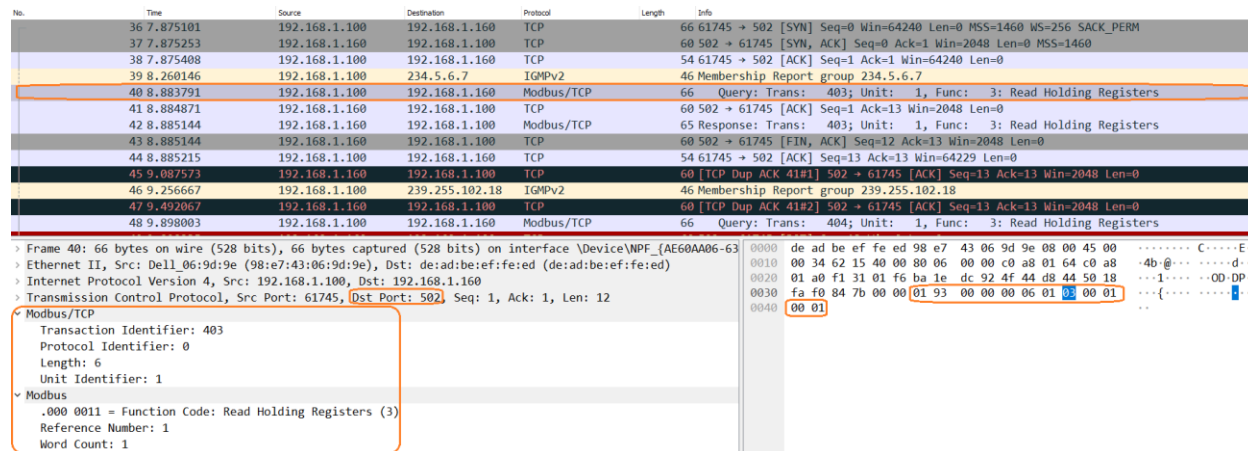 No. Time Source Destination Protocol Length Info
36 7.875101 192.168.1.100 192.168.1.160 TCP 66 61745 → 502 [SYN] Seq=0 Win=64240 Len=0 MSS=1460 WS=256 SACK_PERM
37 7.875253 192.168.1.160 192.168.1.100 TCP 60 502 → 61745 [SYN, ACK] Seq=0 Ack=1 Win=2048 Len=0 MSS=1460
38 7.875408 192.168.1.100 192.168.1.160 TCP 54 61745 → 502 [ACK] Seq=1 Ack=1 Win=64240 Len=0
39 8.260146 192.168.1.100 234.5.6.7 IGMPv2 46 Membership Report group 234.5.6.7
40 8.883791 192.168.1.100 192.168.1.160 Modbus/TCP 66 Query: Trans: 403; Unit: 1, Func: 3: Read Holding Registers
41 8.884871 192.168.1.160 192.168.1.100 TCP 60 502 → 61745 [ACK] Seq=1 Ack=13 Win=2048 Len=0
42 8.885144 192.168.1.160 192.168.1.100 Modbus/TCP 65 Response: Trans: 403; Unit: 1, Func: 3: Read Holding Registers
43 8.885144 192.168.1.160 192.168.1.100 TCP 60 502 → 61745 [FIN, ACK] Seq=12 Ack=13 Win=2048 Len=0
44 8.885215 192.168.1.100 192.168.1.160 TCP 54 61745 → 502 [ACK] Seq=13 Ack=13 Win=64229 Len=0
45 9.087573 192.168.1.160 192.168.1.100 TCP 60 [TCP Dup ACK 41#1] 502 → 61745 [ACK] Seq=13 Ack=13 Win=2048 Len=0
46 9.256667 192.168.1.100 239.255.102.18 IGMPv2 46 Membership Report group 239.255.102.18
47 9.492067 192.168.1.160 192.168.1.100 TCP 60 [TCP Dup ACK 41#2] 502 → 61745 [ACK] Seq=13 Ack=13 Win=2048 Len=0
48 9.898003 192.168.1.100 192.168.1.160 Modbus/TCP 66 Query: Trans: 404; Unit: 1, Func: 3: Read Holding Registers
Frame 40: 66 bytes on wire (528 bits), 66 bytes captured (528 bits) on interface \Device\NPF_{AE60AA06-63
Ethernet II, Src: Dell_06:9d:9e (98:e7:43:06:9d:9e), Dst: de:ad:be:ef:fe:ed (de:ad:be:ef:fe:ed)
Internet Protocol Version 4, Src: 192.168.1.100, Dst: 192.168.1.160
Transmission Control Protocol, Src Port: 61745, Dst Port: 502, Seq: 1, Ack: 1, Len: 12
Modbus/TCP
Transaction Identifier: 403
Protocol Identifier: 0
Length: 6
Unit Identifier: 1
Modbus
.000 0011 = Function Code: Read Holding Registers (3)
Reference Number: 1
Word Count: 1
0000 de ad be ef fe ed 98 e7 43 06 9d 9e 08 00 45 00 ········ C·····E·
0010 00 34 62 15 40 00 80 06 00 00 c0 a8 01 64 c0 a8 ·4b·@··· ·····d··
0020 01 a0 f1 31 01 f6 ba 1e dc 92 4f 44 d8 44 50 18 ···1···· ··OD·DP·
0030 fa f0 84 7b 00 00 01 93 00 00 00 06 01 03 00 01 ···{···· ········
0040 00 01 ··